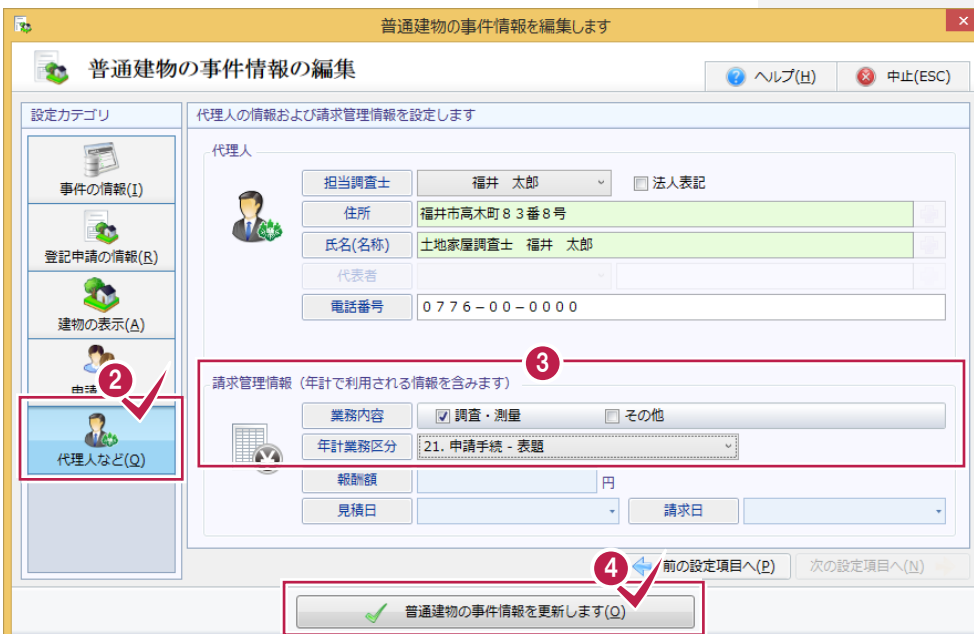 普通建物の事件情報を編集します
普通建物の事件情報の編集
ヘルプ(H)
中止(ESC)
設定カテゴリ
事件の情報(I)
登記申請の情報(R)
建物の表示(A)
申請
代理人など(Q)
代理人の情報および請求管理情報を設定します
代理人
担当調査士 福井 太郎 法人表記
住所 福井市高木町83番8号
氏名(名称) 土地家屋調査士 福井 太郎
代表者
電話番号 0776-00-0000
請求管理情報(年計で利用される情報を含みます)
業務内容 調査・測量 その他
年計業務区分 21. 申請手続 - 表題
報酬額 円
見積日 請求日
前の設定項目へ(P) 次の設定項目へ(N)
普通建物の事件情報を更新します(O)
2
3
4